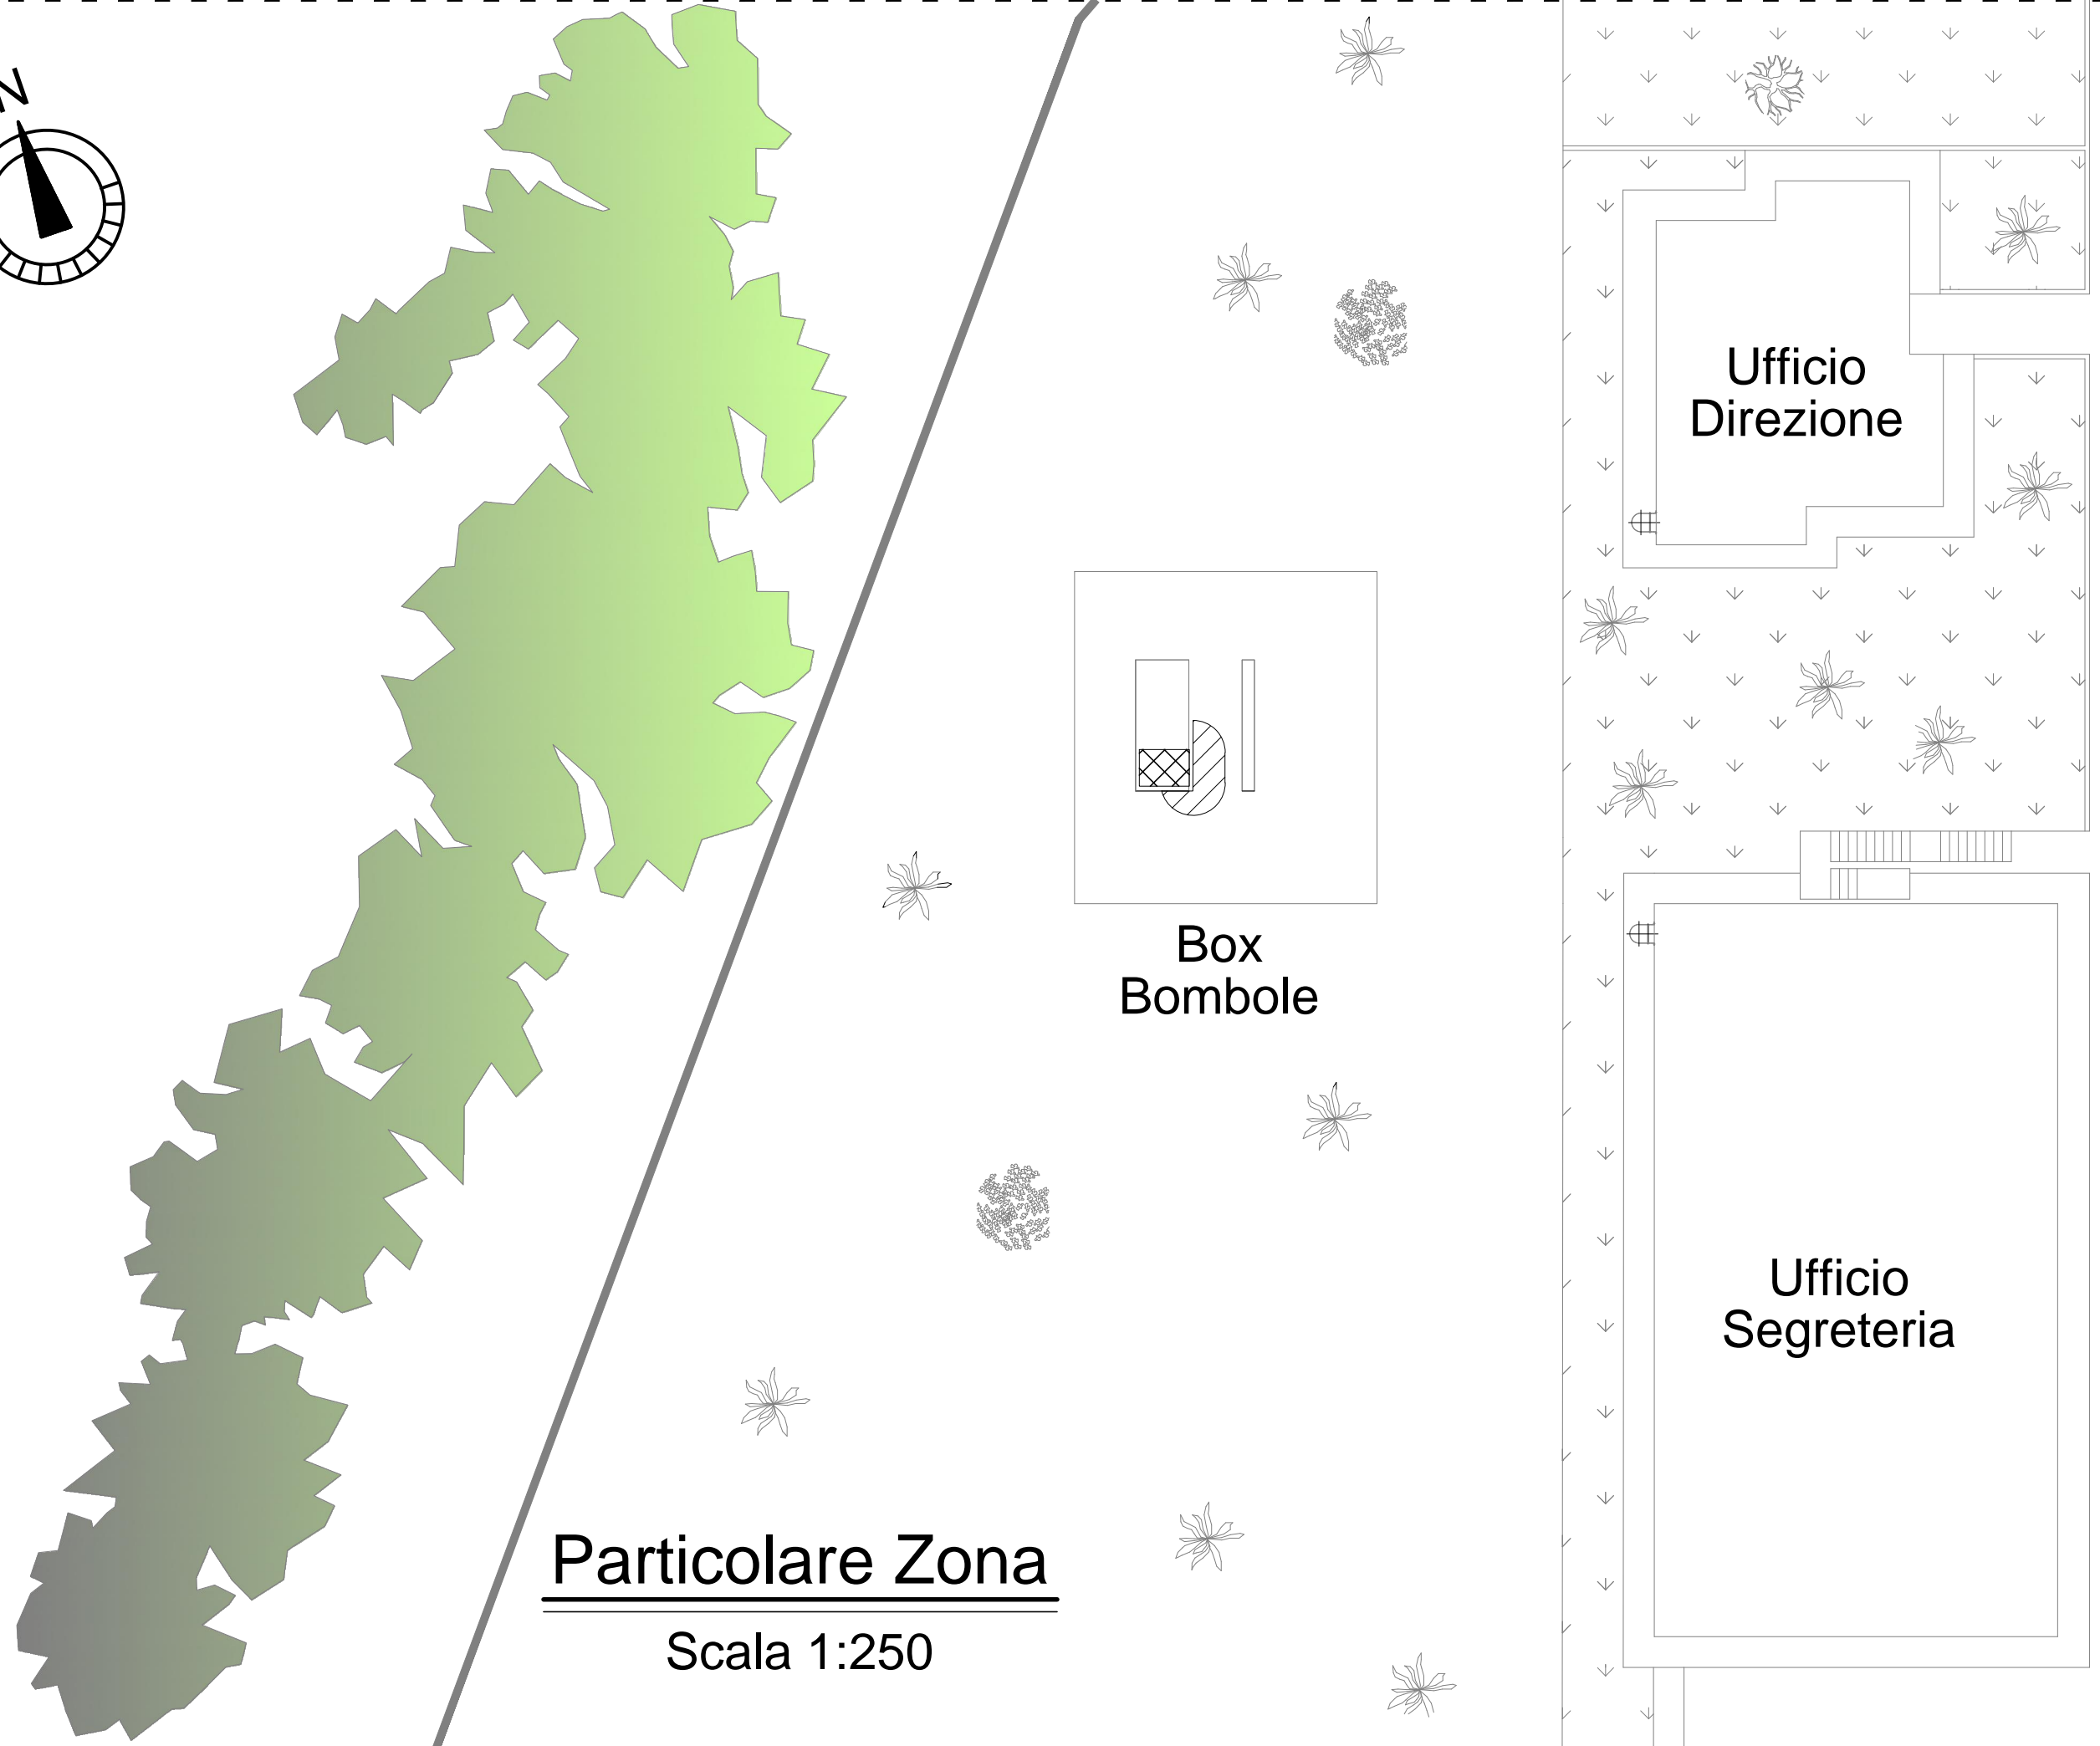 N
Ufficio
Direzione
Box
Bombole
Ufficio
Segreteria
Particolare Zona
Scala 1:250